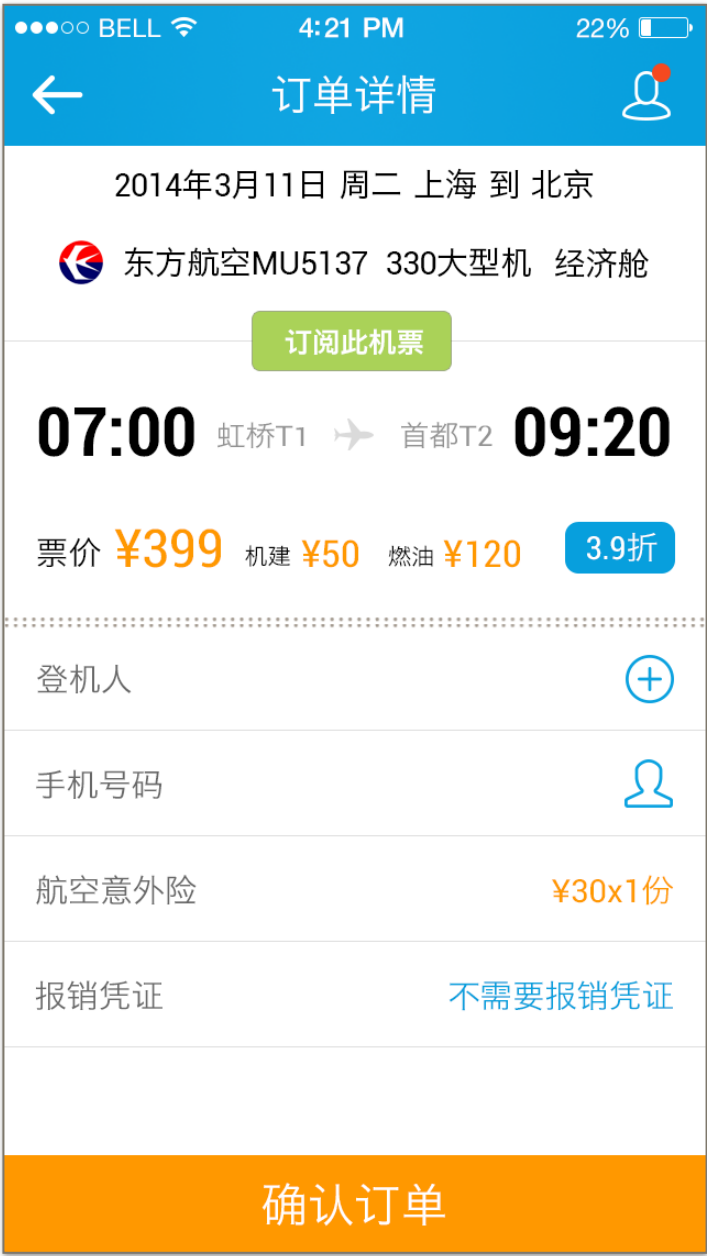 BELL 4:21 PM 22%
订单详情
2014年3月11日 周二 上海 到 北京
东方航空MU5137 330大型机 经济舱
订阅此机票
07:00 虹桥T1 首都T2 09:20
票价 ¥399 机建 ¥50 燃油 ¥120 3.9折
登机人
手机号码
航空意外险 ¥30x1份
报销凭证 不需要报销凭证
确认订单